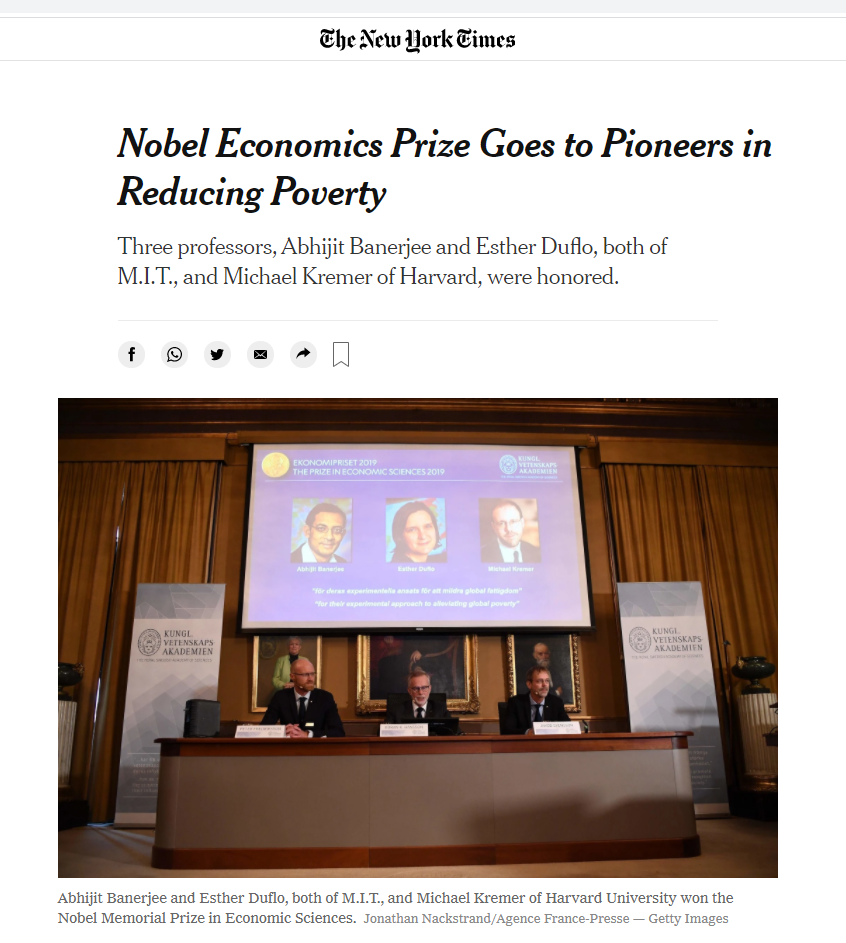 The New York Times
Nobel Economics Prize Goes to Pioneers in
Reducing Poverty
Three professors, Abhijit Banerjee and Esther Duflo, both of
M.I.T., and Michael Kremer of Harvard, were honored.
EKONOMIPRISET 2019
THE PRIZE IN ECONOMIC SCIENCES 2019
KUNGL.
VETENSKAPS
AKADEMIEN
Abhijit Banerjee
Esther Duflo
Michael Kremer
"för deras experimentella ansats för att mildra global fattigdom"
"for their experimental approach to alleviating global poverty"
KUNGL.
VETENSKAPS
AKADEMIEN
KUNGL.
VETENSKAPS
AKADEMIEN
Abhijit Banerjee and Esther Duflo, both of M.I.T., and Michael Kremer of Harvard University won the
Nobel Memorial Prize in Economic Sciences. Jonathan Nackstrand/Agence France-Presse — Getty Images